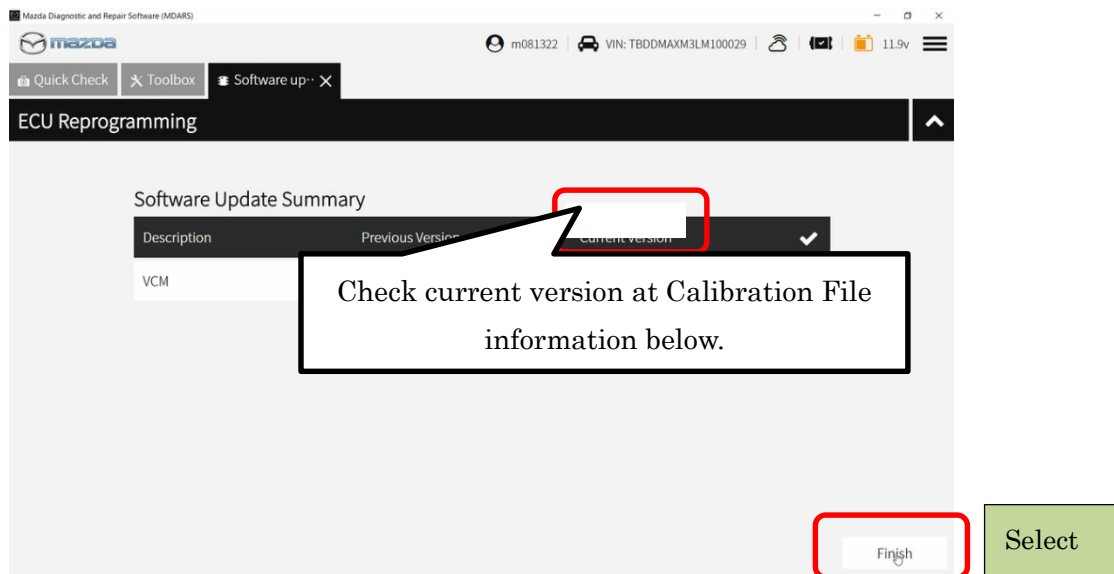 Mazda Diagnostic and Repair Software (MDARS)
mazda m081322 VIN: TBDDMAXM3LM100029 11.9v
Quick Check Toolbox Software up··
ECU Reprogramming
Software Update Summary
Description Previous Version Current Version
VCM
Check current version at Calibration File
information below.
Finish
Select